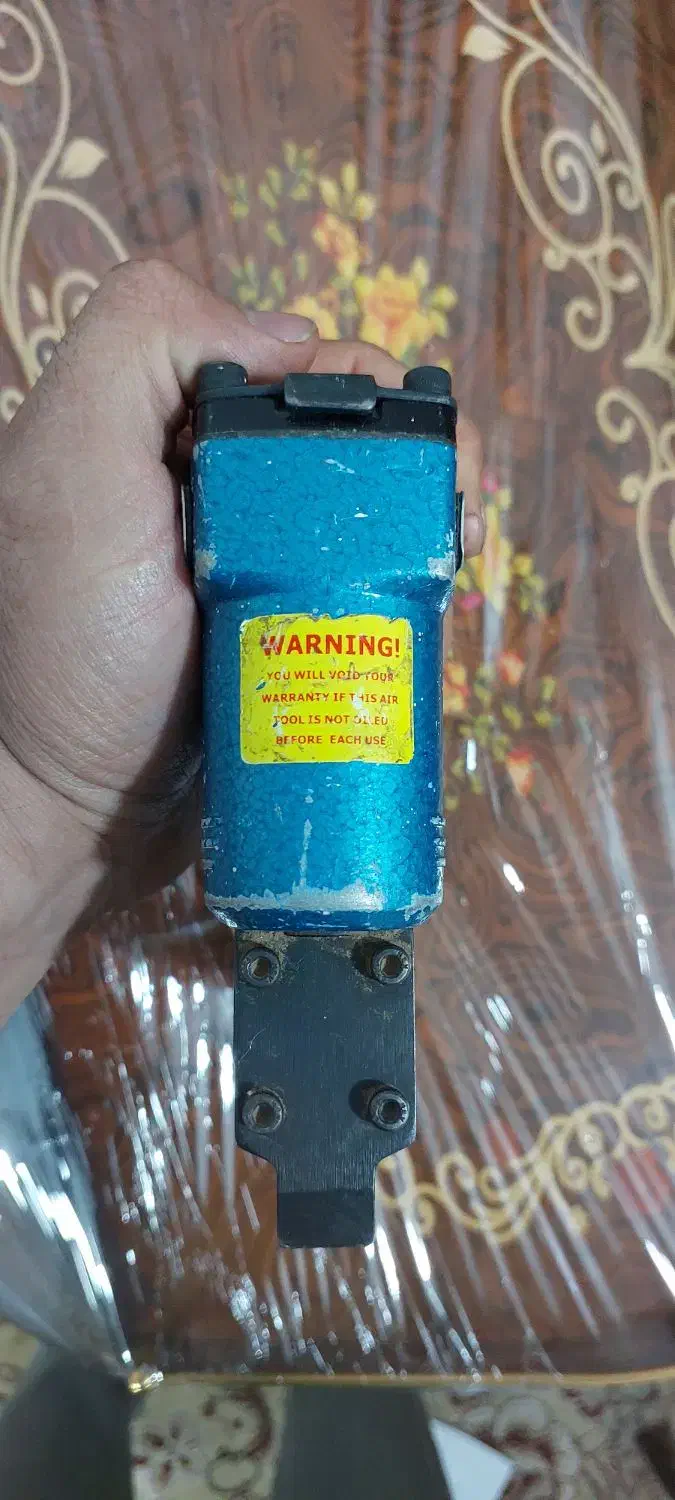 WARNING!
YOU WILL VOID YOUR
WARRANTY IF THIS AIR
TOOL IS NOT OILED
BEFORE EACH USE